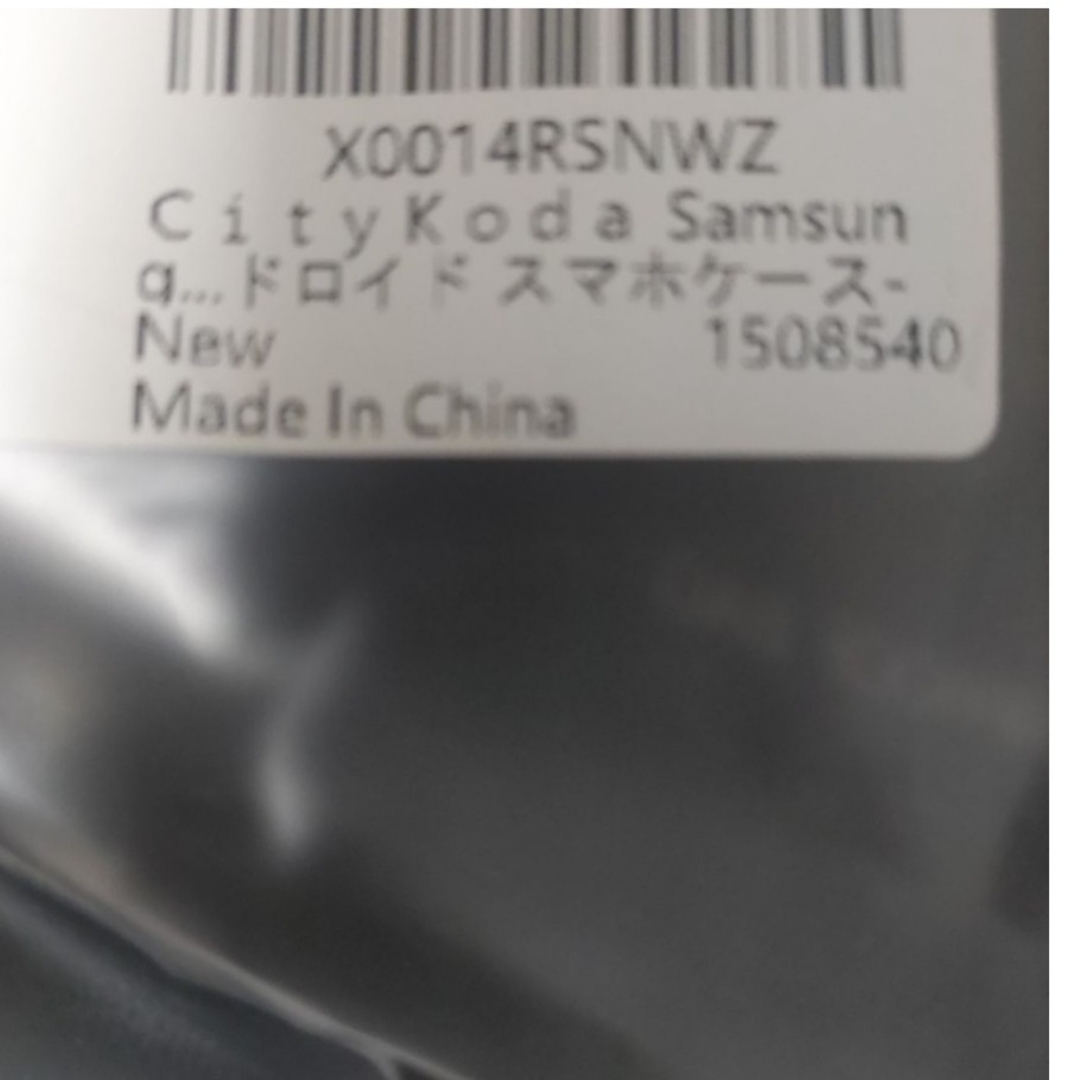 X0014RSNWZ
ＣｉｔｙＫｏｄａ Samsun
g...ドロイド スマホケース-
New 1508540
Made In China